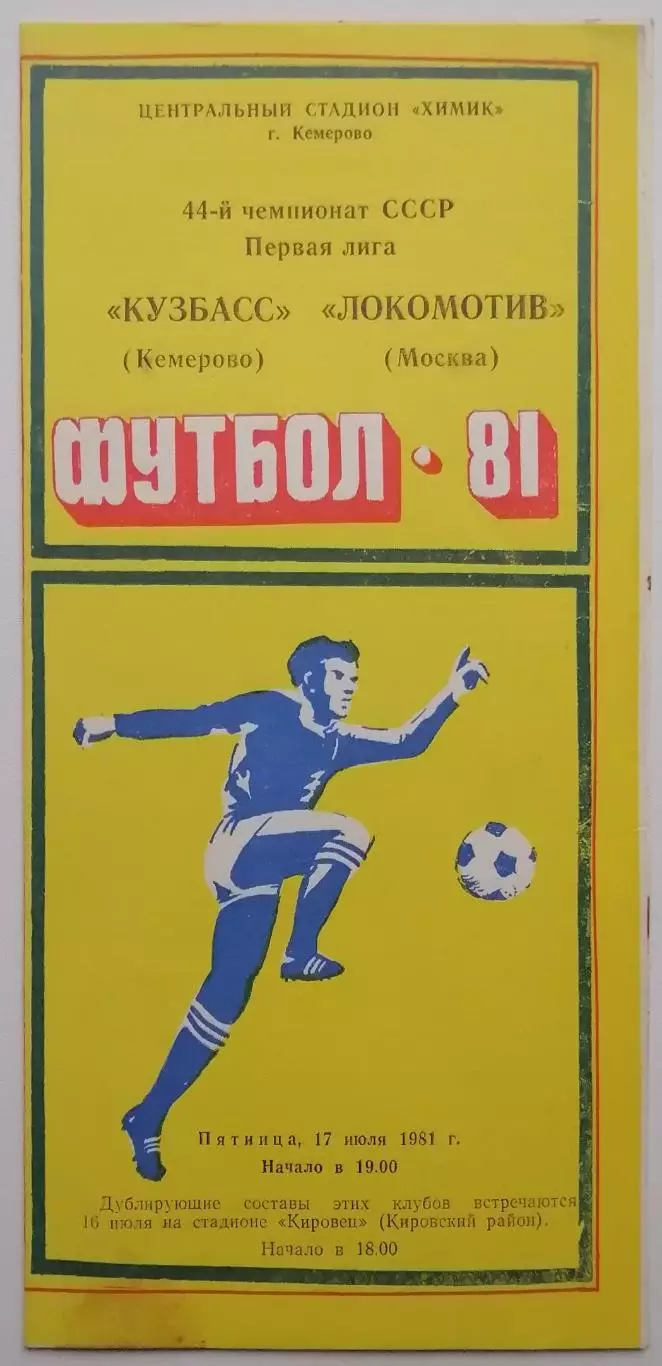 ЦЕНТРАЛЬНЫЙ СТАДИОН «ХИМИК»
г. Кемерово
44-й чемпионат СССР
Первая лига
«КУЗБАСС» «ЛОКОМОТИВ»
(Кемерово) (Москва)
ФУТБОЛ • 81
Пятница, 17 июля 1981 г.
Начало в 19.00
Дублирующие составы этих клубов встречаются
16 июля на стадионе «Кировец» (Кировский район).
Начало в 18.00